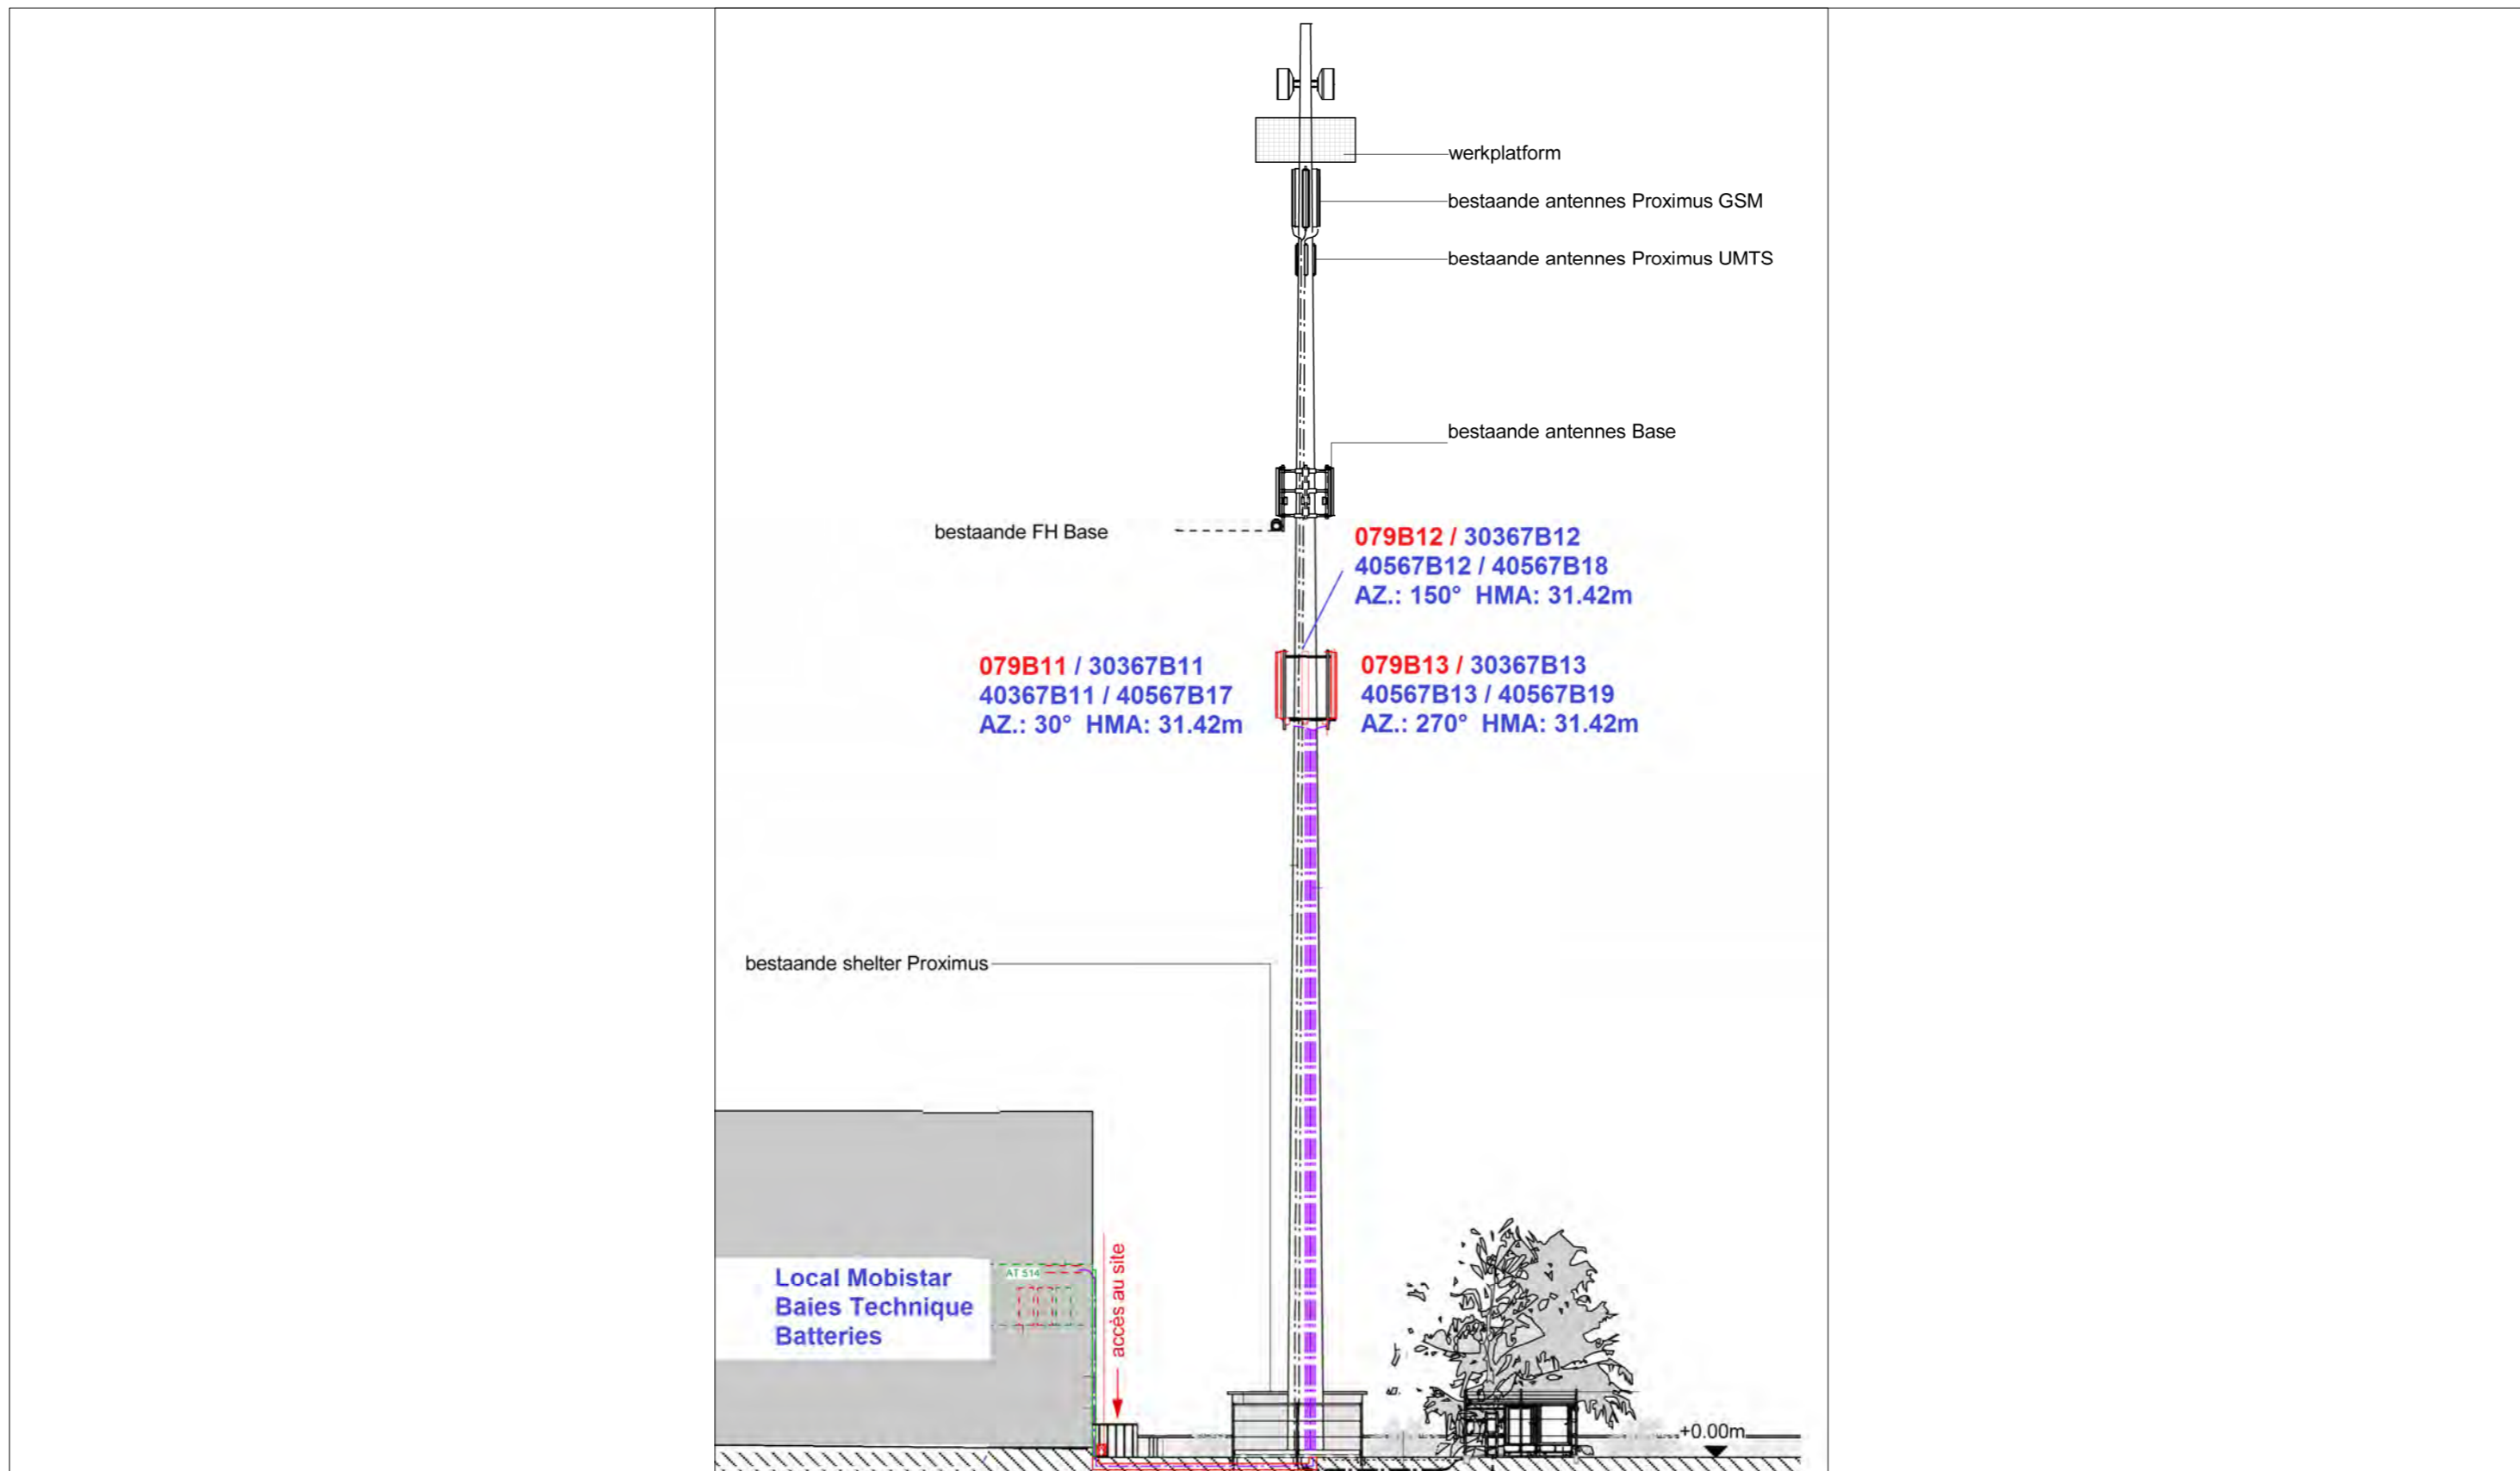 werkplatform
bestaande antennes Proximus GSM
bestaande antennes Proximus UMTS
bestaande antennes Base
bestaande FH Base
079B12 / 30367B12
40567B12 / 40567B18
AZ.: 150° HMA: 31.42m
079B11 / 30367B11
40367B11 / 40567B17
AZ.: 30° HMA: 31.42m
079B13 / 30367B13
40567B13 / 40567B19
AZ.: 270° HMA: 31.42m
bestaande shelter Proximus
accès au site
AT 514
Local Mobistar
Baies Technique
Batteries
+0.00m